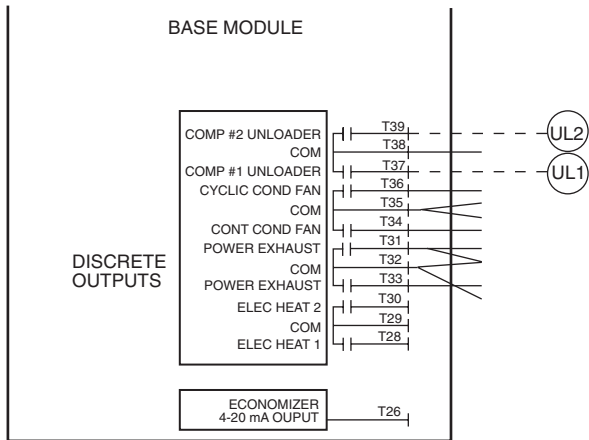 BASE MODULE
DISCRETE
OUTPUTS
COMP #2 UNLOADER T39 UL2
COM T38
COMP #1 UNLOADER T37 UL1
CYCLIC COND FAN T36
COM T35
CONT COND FAN T34
POWER EXHAUST T31
COM T32
POWER EXHAUST T33
ELEC HEAT 2 T30
COM T29
ELEC HEAT 1 T28
ECONOMIZER
4-20 mA OUPUT T26